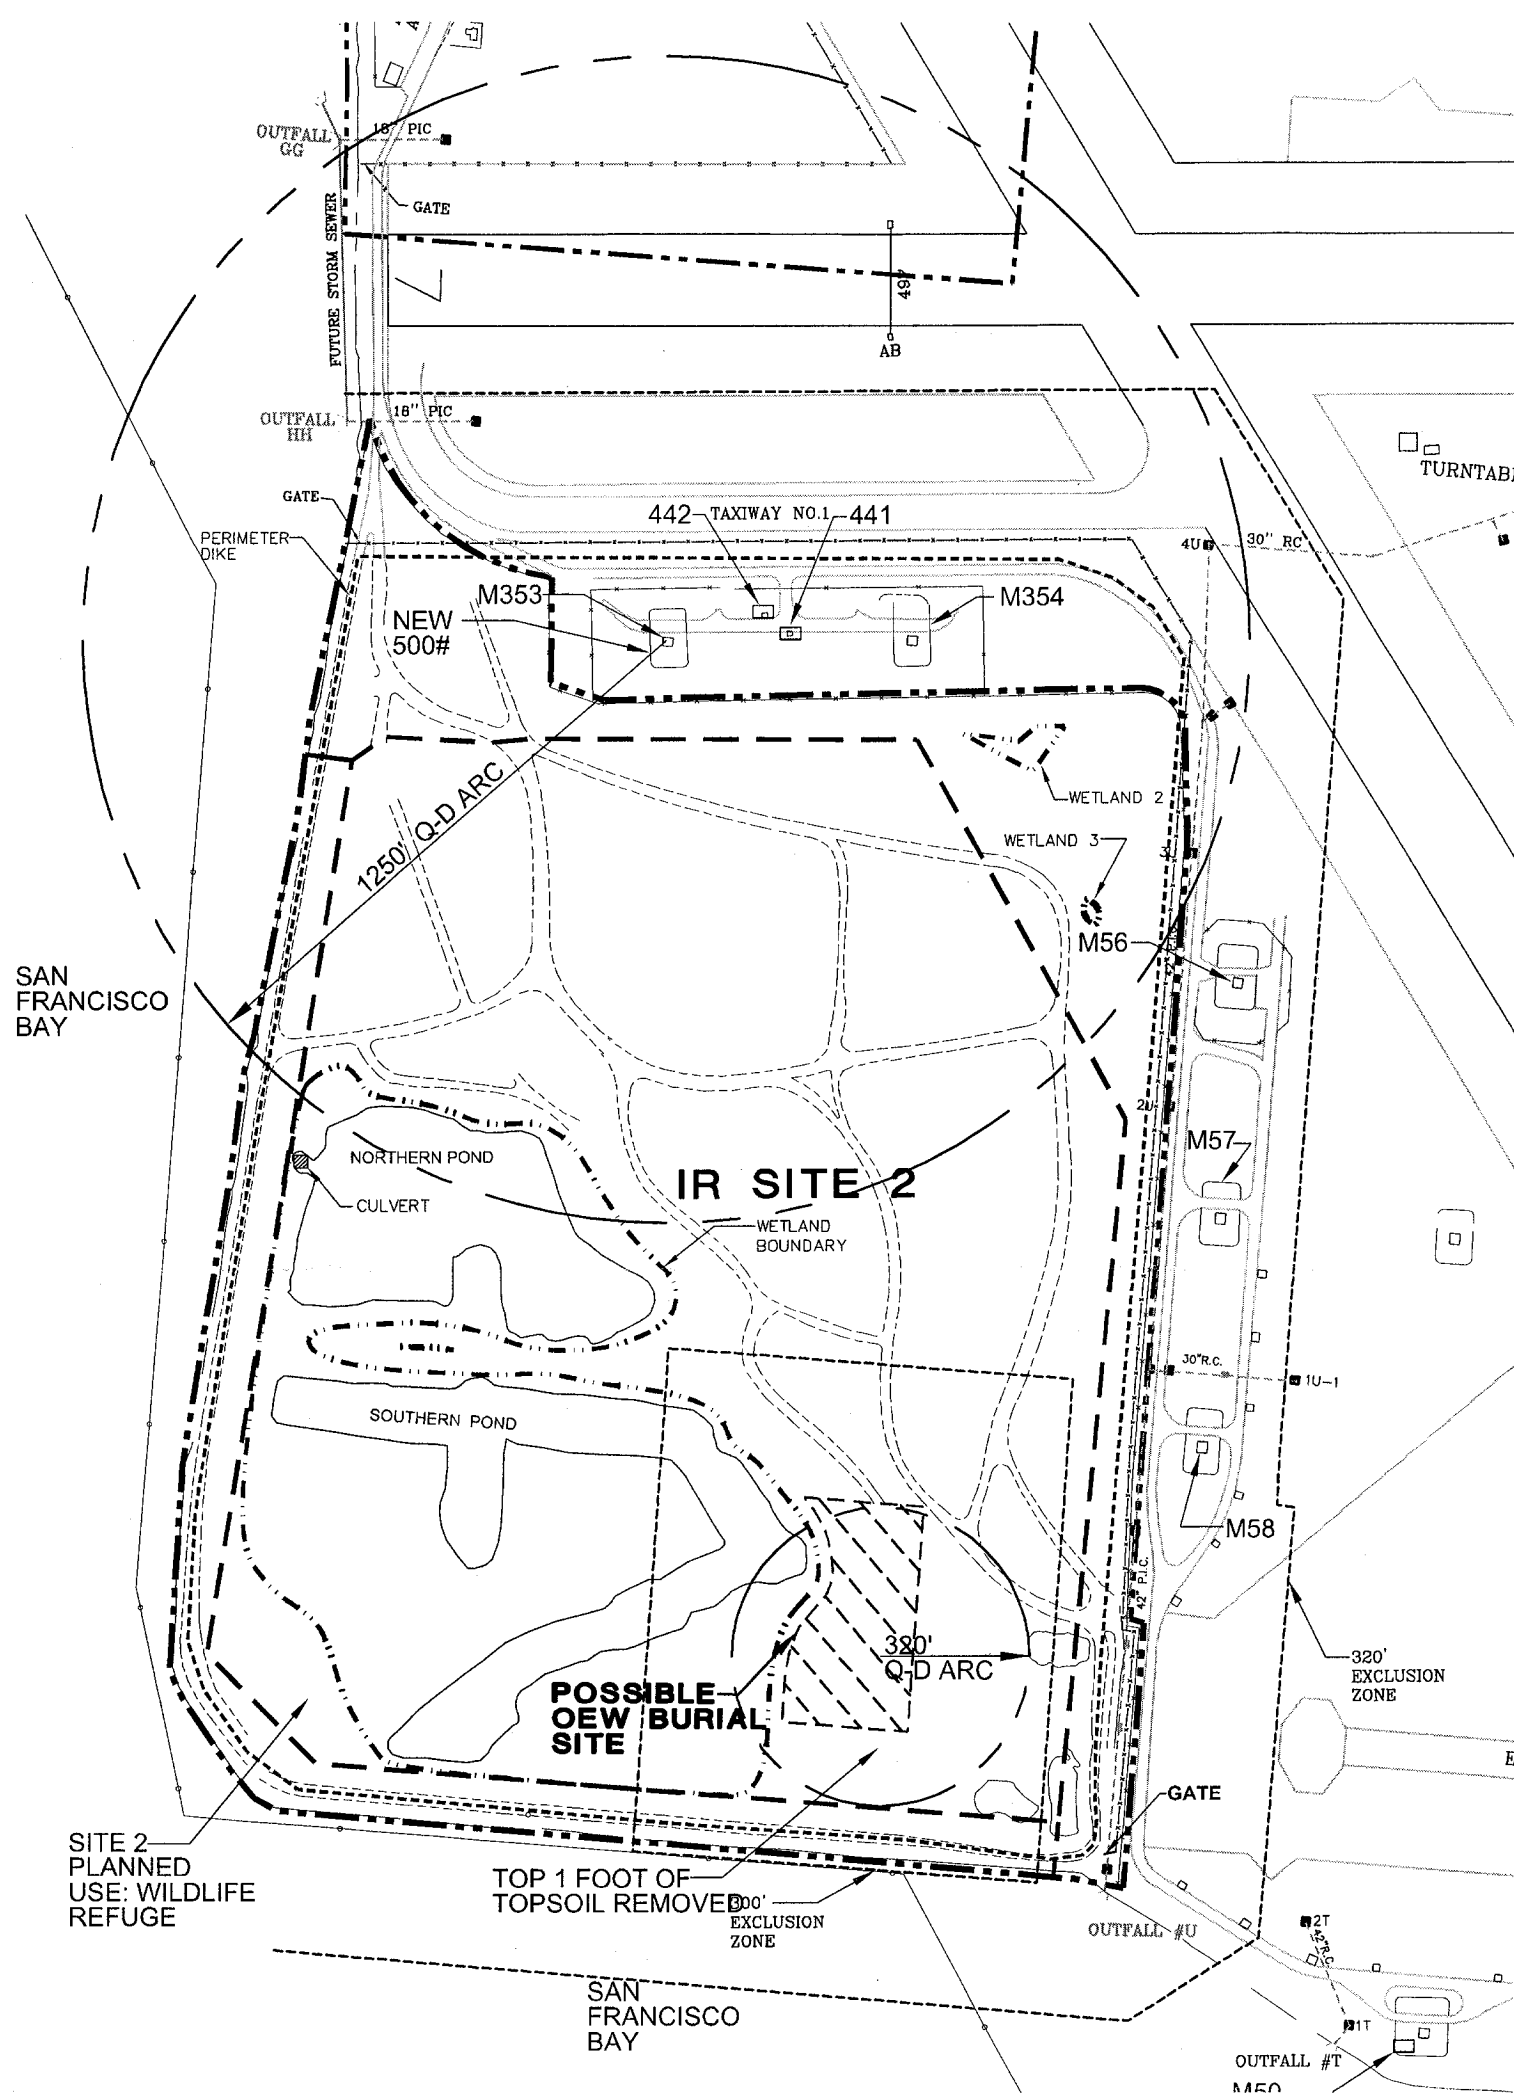 OUTFALL
GG
18" PIC
GATE
FUTURE STORM SEWER
49'
AB
OUTFALL
HH
18" PIC
TURNTAB
GATE
442
TAXIWAY NO.1
441
4U
30" RC
PERIMETER
DIKE
M353
M354
NEW
500#
WETLAND 2
1250' Q-D ARC
WETLAND 3
3U
M56
SAN
FRANCISCO
BAY
2U
M57
NORTHERN POND
IR SITE 2
CULVERT
WETLAND
BOUNDARY
30"R.C.
1U-1
SOUTHERN POND
M58
42" P.I.C.
320'
Q-D ARC
320'
EXCLUSION
ZONE
POSSIBLE
OEW BURIAL
SITE
E
GATE
SITE 2
PLANNED
USE: WILDLIFE
REFUGE
TOP 1 FOOT OF
TOPSOIL REMOVED
300'
EXCLUSION
ZONE
OUTFALL #U
2T
42"R.C.
SAN
FRANCISCO
BAY
1T
OUTFALL #T
M50